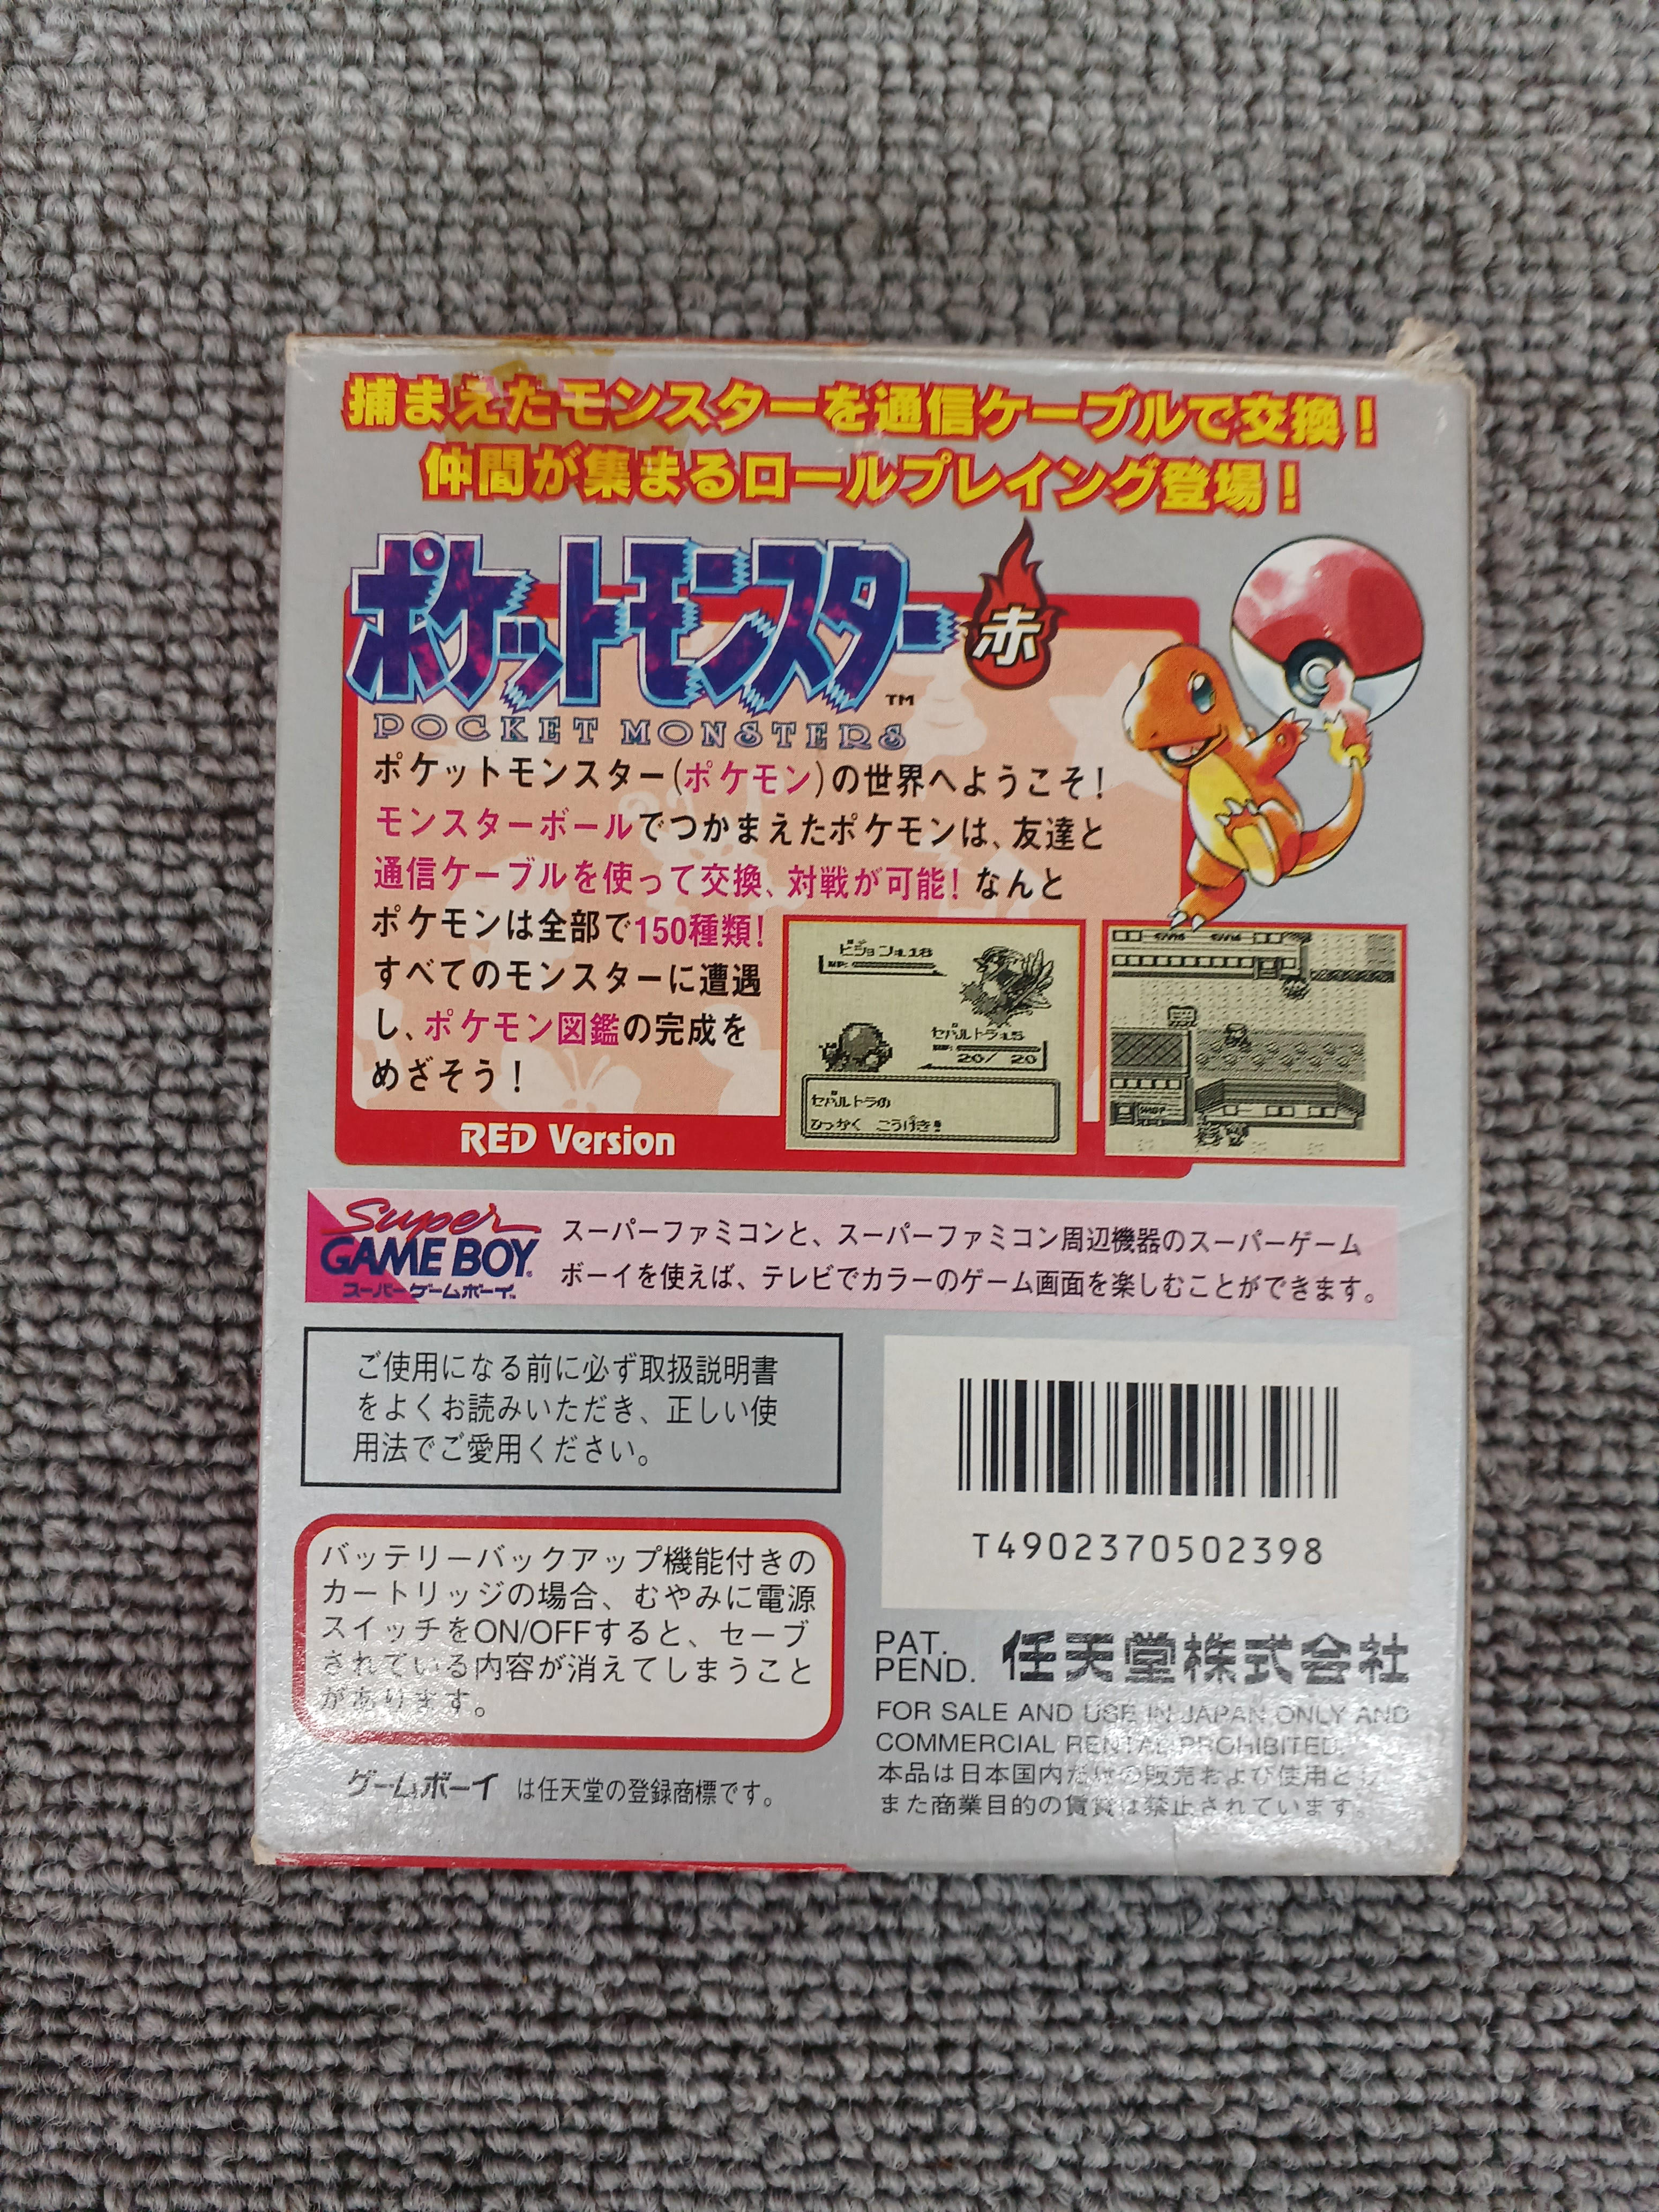 捕まえたモンスターを通信ケーブルで交換！
仲間が集まるロールプレイング登場！
ポケットモンスター 赤
TM
POCKET MONSTERS
ポケットモンスター(ポケモン)の世界へようこそ！
モンスターボールでつかまえたポケモンは、友達と
通信ケーブルを使って交換、対戦が可能！なんと
ポケモンは全部で150種類！
すべてのモンスターに遭遇
し、ポケモン図鑑の完成を
めざそう！
RED Version
ピジョン :L18
HP:
セバルトラ :L5
HP:
20/ 20
セバルトラの
ひっかく こうげき!
SHOP
Super
GAME BOY
スーパーゲームボーイ
スーパーファミコンと、スーパーファミコン周辺機器のスーパーゲーム
ボーイを使えば、テレビでカラーのゲーム画面を楽しむことができます。
ご使用になる前に必ず取扱説明書
をよくお読みいただき、正しい使
用法でご愛用ください。
T4902370502398
バッテリーバックアップ機能付きの
カートリッジの場合、むやみに電源
スイッチをON/OFFすると、セーブ
されている内容が消えてしまうこと
があります。
PAT.
PEND. 任天堂株式会社
FOR SALE AND USE IN JAPAN ONLY AND
COMMERCIAL RENTAL PROHIBITED.
本品は日本国内だけの販売および使用とし、
また商業目的の賃貸は禁止されています。
ゲームボーイ は任天堂の登録商標です。